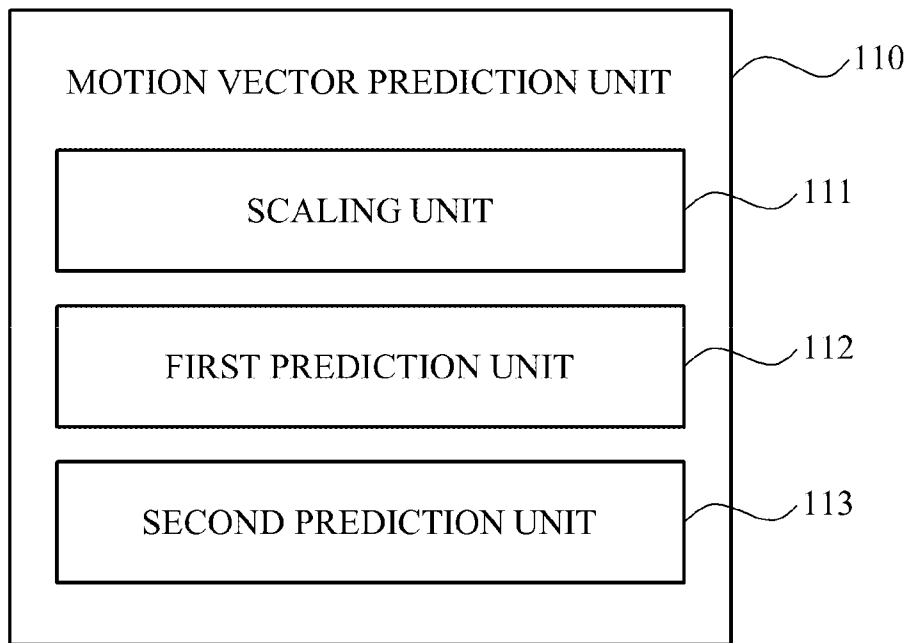 MOTION VECTOR PREDICTION UNIT
110
SCALING UNIT
111
FIRST PREDICTION UNIT
112
SECOND PREDICTION UNIT
113